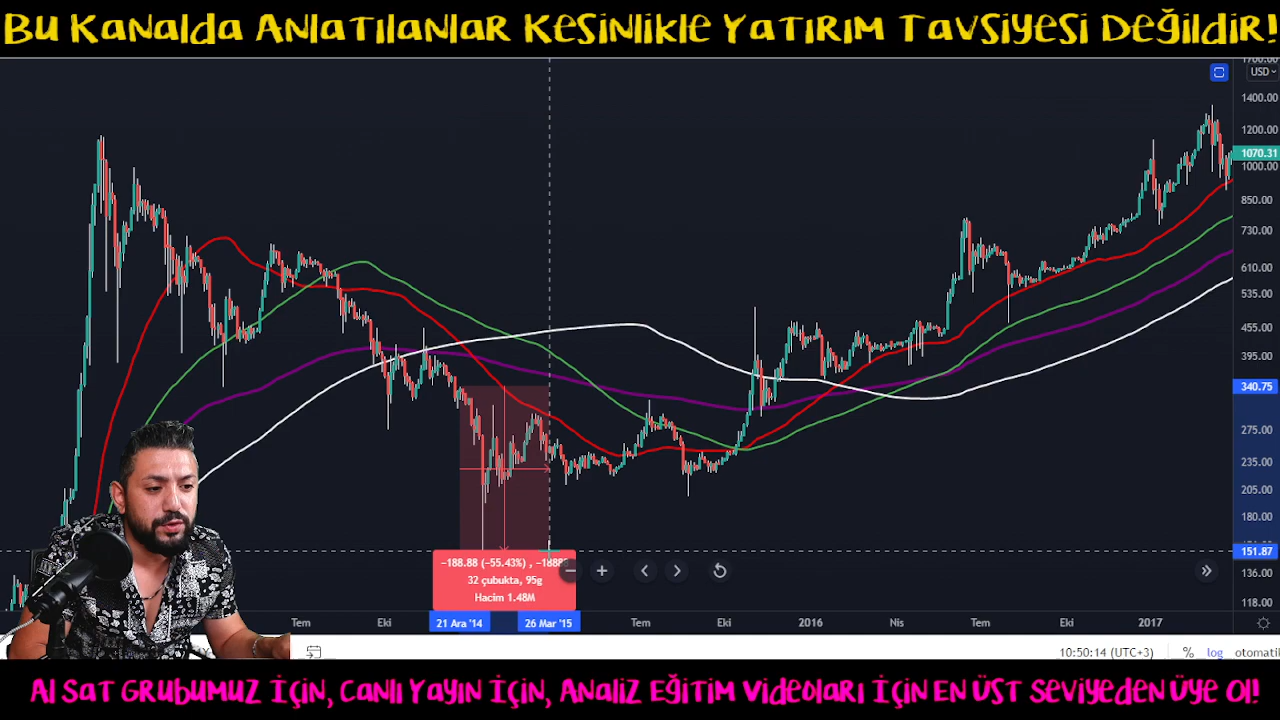 Bu Kanalda Anlatılanlar Kesinlikle Yatırım Tavsiyesi Değildir!
USD
1400.00
1200.00
1070.31
1000.00
850.00
730.00
610.00
535.00
455.00
395.00
340.75
275.00
235.00
205.00
180.00
151.87
136.00
118.00
−188.88 (−55.43%) , −18888
32 çubukta, 95g
Hacim 1.48M
Tem Eki 21 Ara '14 26 Mar '15 Tem Eki 2016 Nis Tem Eki 2017
10:50:14 (UTC+3) % log otomatik
Al Sat Grubumuz İçin, Canlı Yayın İçin, Analiz Eğitim Videoları İçin En Üst Seviyeden Üye Ol!